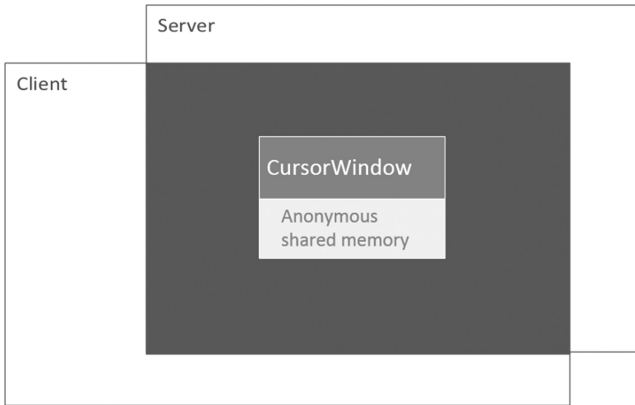 Server
Client
CursorWindow
Anonymous
shared memory